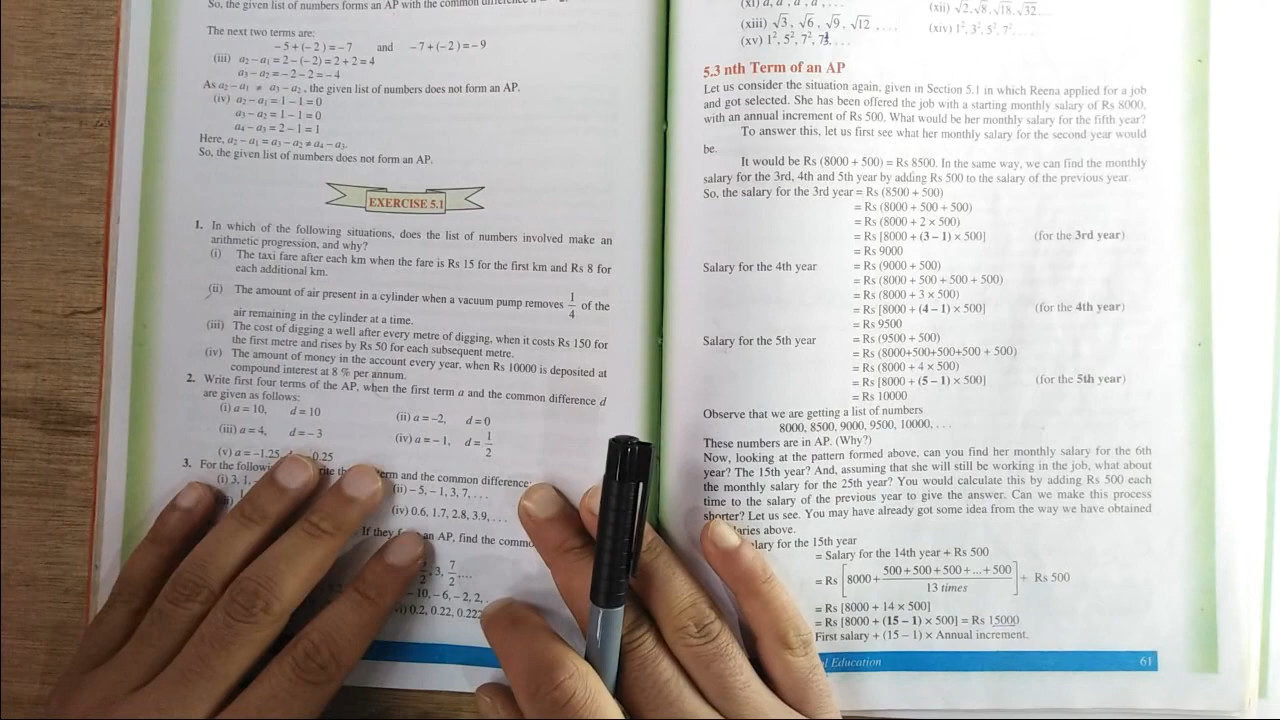 So, the given list of numbers forms an AP with the common difference
The next two terms are:
−5 + (−2) = −7 and −7 + (−2) = −9
(iii) a₂ − a₁ = 2 − (−2) = 2 + 2 = 4
a₃ − a₂ = −2 − 2 = −4
As a₂ − a₁ ≠ a₃ − a₂, the given list of numbers does not form an AP.
(iv) a₂ − a₁ = 1 − 1 = 0
a₃ − a₂ = 1 − 1 = 0
a₄ − a₃ = 2 − 1 = 1
Here, a₂ − a₁ = a₃ − a₂ ≠ a₄ − a₃.
So, the given list of numbers does not form an AP.
EXERCISE 5.1
1. In which of the following situations, does the list of numbers involved make an
arithmetic progression, and why?
(i) The taxi fare after each km when the fare is Rs 15 for the first km and Rs 8 for
each additional km.
(ii) The amount of air present in a cylinder when a vacuum pump removes 1/4 of the
air remaining in the cylinder at a time.
(iii) The cost of digging a well after every metre of digging, when it costs Rs 150 for
the first metre and rises by Rs 50 for each subsequent metre.
(iv) The amount of money in the account every year, when Rs 10000 is deposited at
compound interest at 8 % per annum.
2. Write first four terms of the AP, when the first term a and the common difference d
are given as follows:
(i) a = 10, d = 10 (ii) a = −2, d = 0
(iii) a = 4, d = −3 (iv) a = −1, d = 1/2
(v) a = −1.25 0.25
3. For the term and the common difference:
(i) 3, 1, (ii) −5, −1, 3, 7, . . .
(iv) 0.6, 1.7, 2.8, 3.9, . . .
If they an AP, find the
3, 7/2, ....
−10, −6, −2, 2,
0.2, 0.22, 0.222
(xii) √2, √8, √18, √32 ...
(xiii) √3, √6, √9, √12, . . . (xiv) 1², 3², 5², 7², . . .
(xv) 1², 5², 7², 73, . . .
5.3 nth Term of an AP
Let us consider the situation again, given in Section 5.1 in which Reena applied for a job
and got selected. She has been offered the job with a starting monthly salary of Rs 8000,
with an annual increment of Rs 500. What would be her monthly salary for the fifth year?
To answer this, let us first see what her monthly salary for the second year would
be.
It would be Rs (8000 + 500) = Rs 8500. In the same way, we can find the monthly
salary for the 3rd, 4th and 5th year by adding Rs 500 to the salary of the previous year.
So, the salary for the 3rd year = Rs (8500 + 500)
= Rs (8000 + 500 + 500)
= Rs (8000 + 2 × 500)
= Rs [8000 + (3 – 1) × 500] (for the 3rd year)
= Rs 9000
Salary for the 4th year = Rs (9000 + 500)
= Rs (8000 + 500 + 500 + 500)
= Rs (8000 + 3 × 500)
= Rs [8000 + (4 – 1) × 500] (for the 4th year)
= Rs 9500
Salary for the 5th year = Rs (9500 + 500)
= Rs (8000+500+500+500 + 500)
= Rs (8000 + 4 × 500)
= Rs [8000 + (5 – 1) × 500] (for the 5th year)
= Rs 10000
Observe that we are getting a list of numbers
8000, 8500, 9000, 9500, 10000, . . .
These numbers are in AP. (Why?)
Now, looking at the pattern formed above, can you find her monthly salary for the 6th
year? The 15th year? And, assuming that she will still be working in the job, what about
the monthly salary for the 25th year? You would calculate this by adding Rs 500 each
time to the salary of the previous year to give the answer. Can we make this process
shorter? Let us see. You may have already got some idea from the way we have obtained
above.
for the 15th year
= Salary for the 14th year + Rs 500
= Rs [8000 + (500 + 500 + 500 + ... + 500)/13 times] + Rs 500
= Rs [8000 + 14 × 500]
= Rs [8000 + (15 – 1) × 500] = Rs 15000
First salary + (15 – 1) × Annual increment.
Education 61